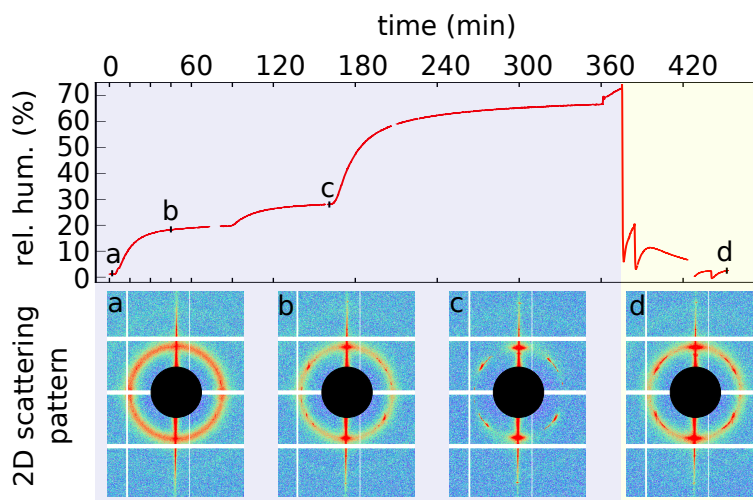 time (min)
0 60 120 180 240 300 360 420
rel. hum. (%)
70
60
50
40
30
20
10
0
a
b
c
d
2D scattering
pattern
a
b
c
d